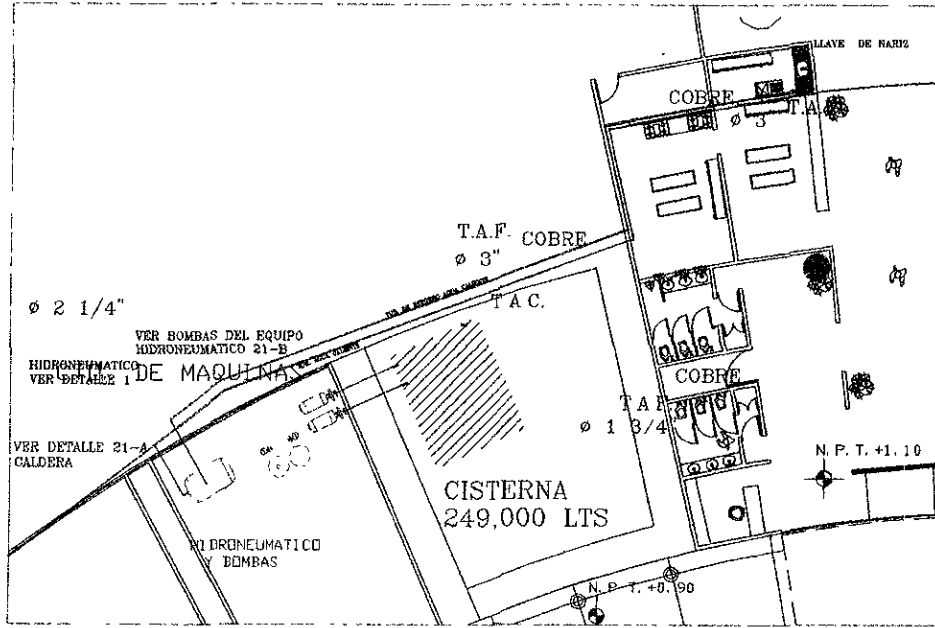 LLAVE DE NARIZ
COBRE T.A.
ø 3
T.A.F. COBRE
ø 3"
T A C.
ø 2 1/4"
VER BOMBAS DEL EQUIPO
HIDRONEUMATICO 21-B
HIDRONEUMATICO
VER DETALLE 1
DE MAQUINAS
COBRE
T A F
ø 1 3/4
VER DETALLE 21-A
CALDERA
N. P. T. +1. 10
CISTERNA
249,000 LTS
HIDRONEUMATICO
Y BOMBAS
N. P. T. +0. 90